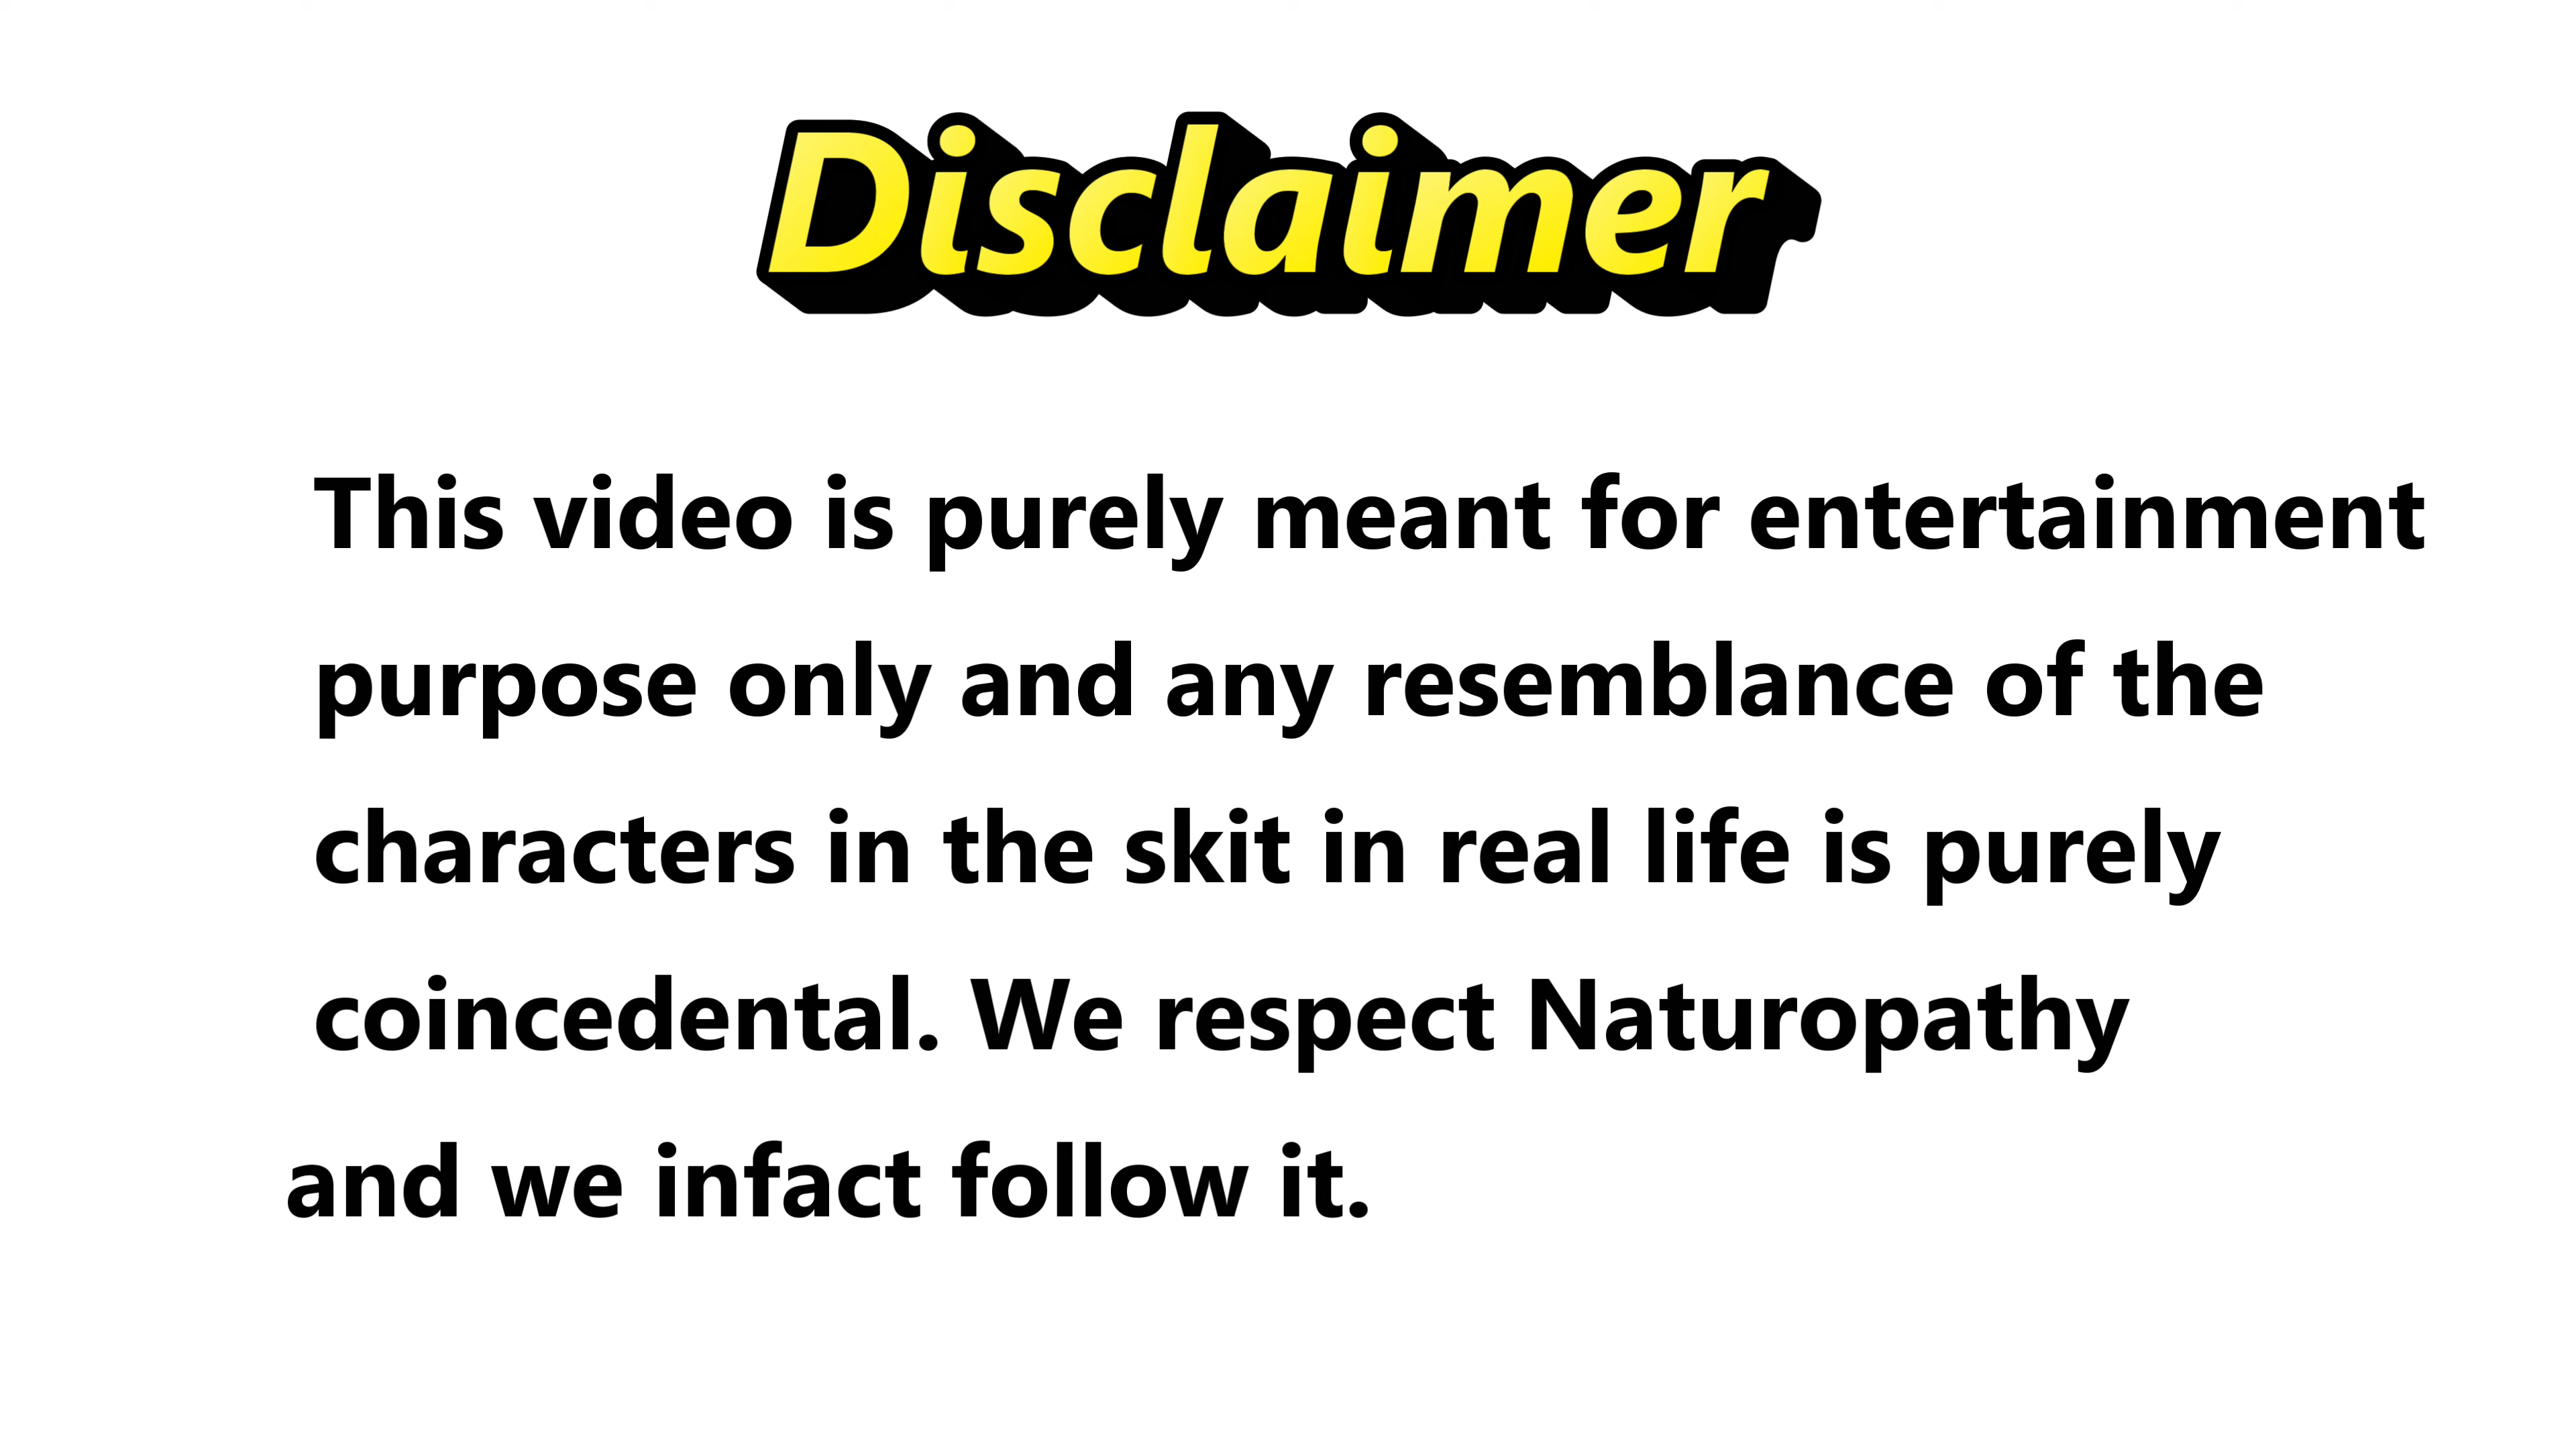 Disclaimer
This video is purely meant for entertainment
purpose only and any resemblance of the
characters in the skit in real life is purely
coincedental. We respect Naturopathy
and we infact follow it.